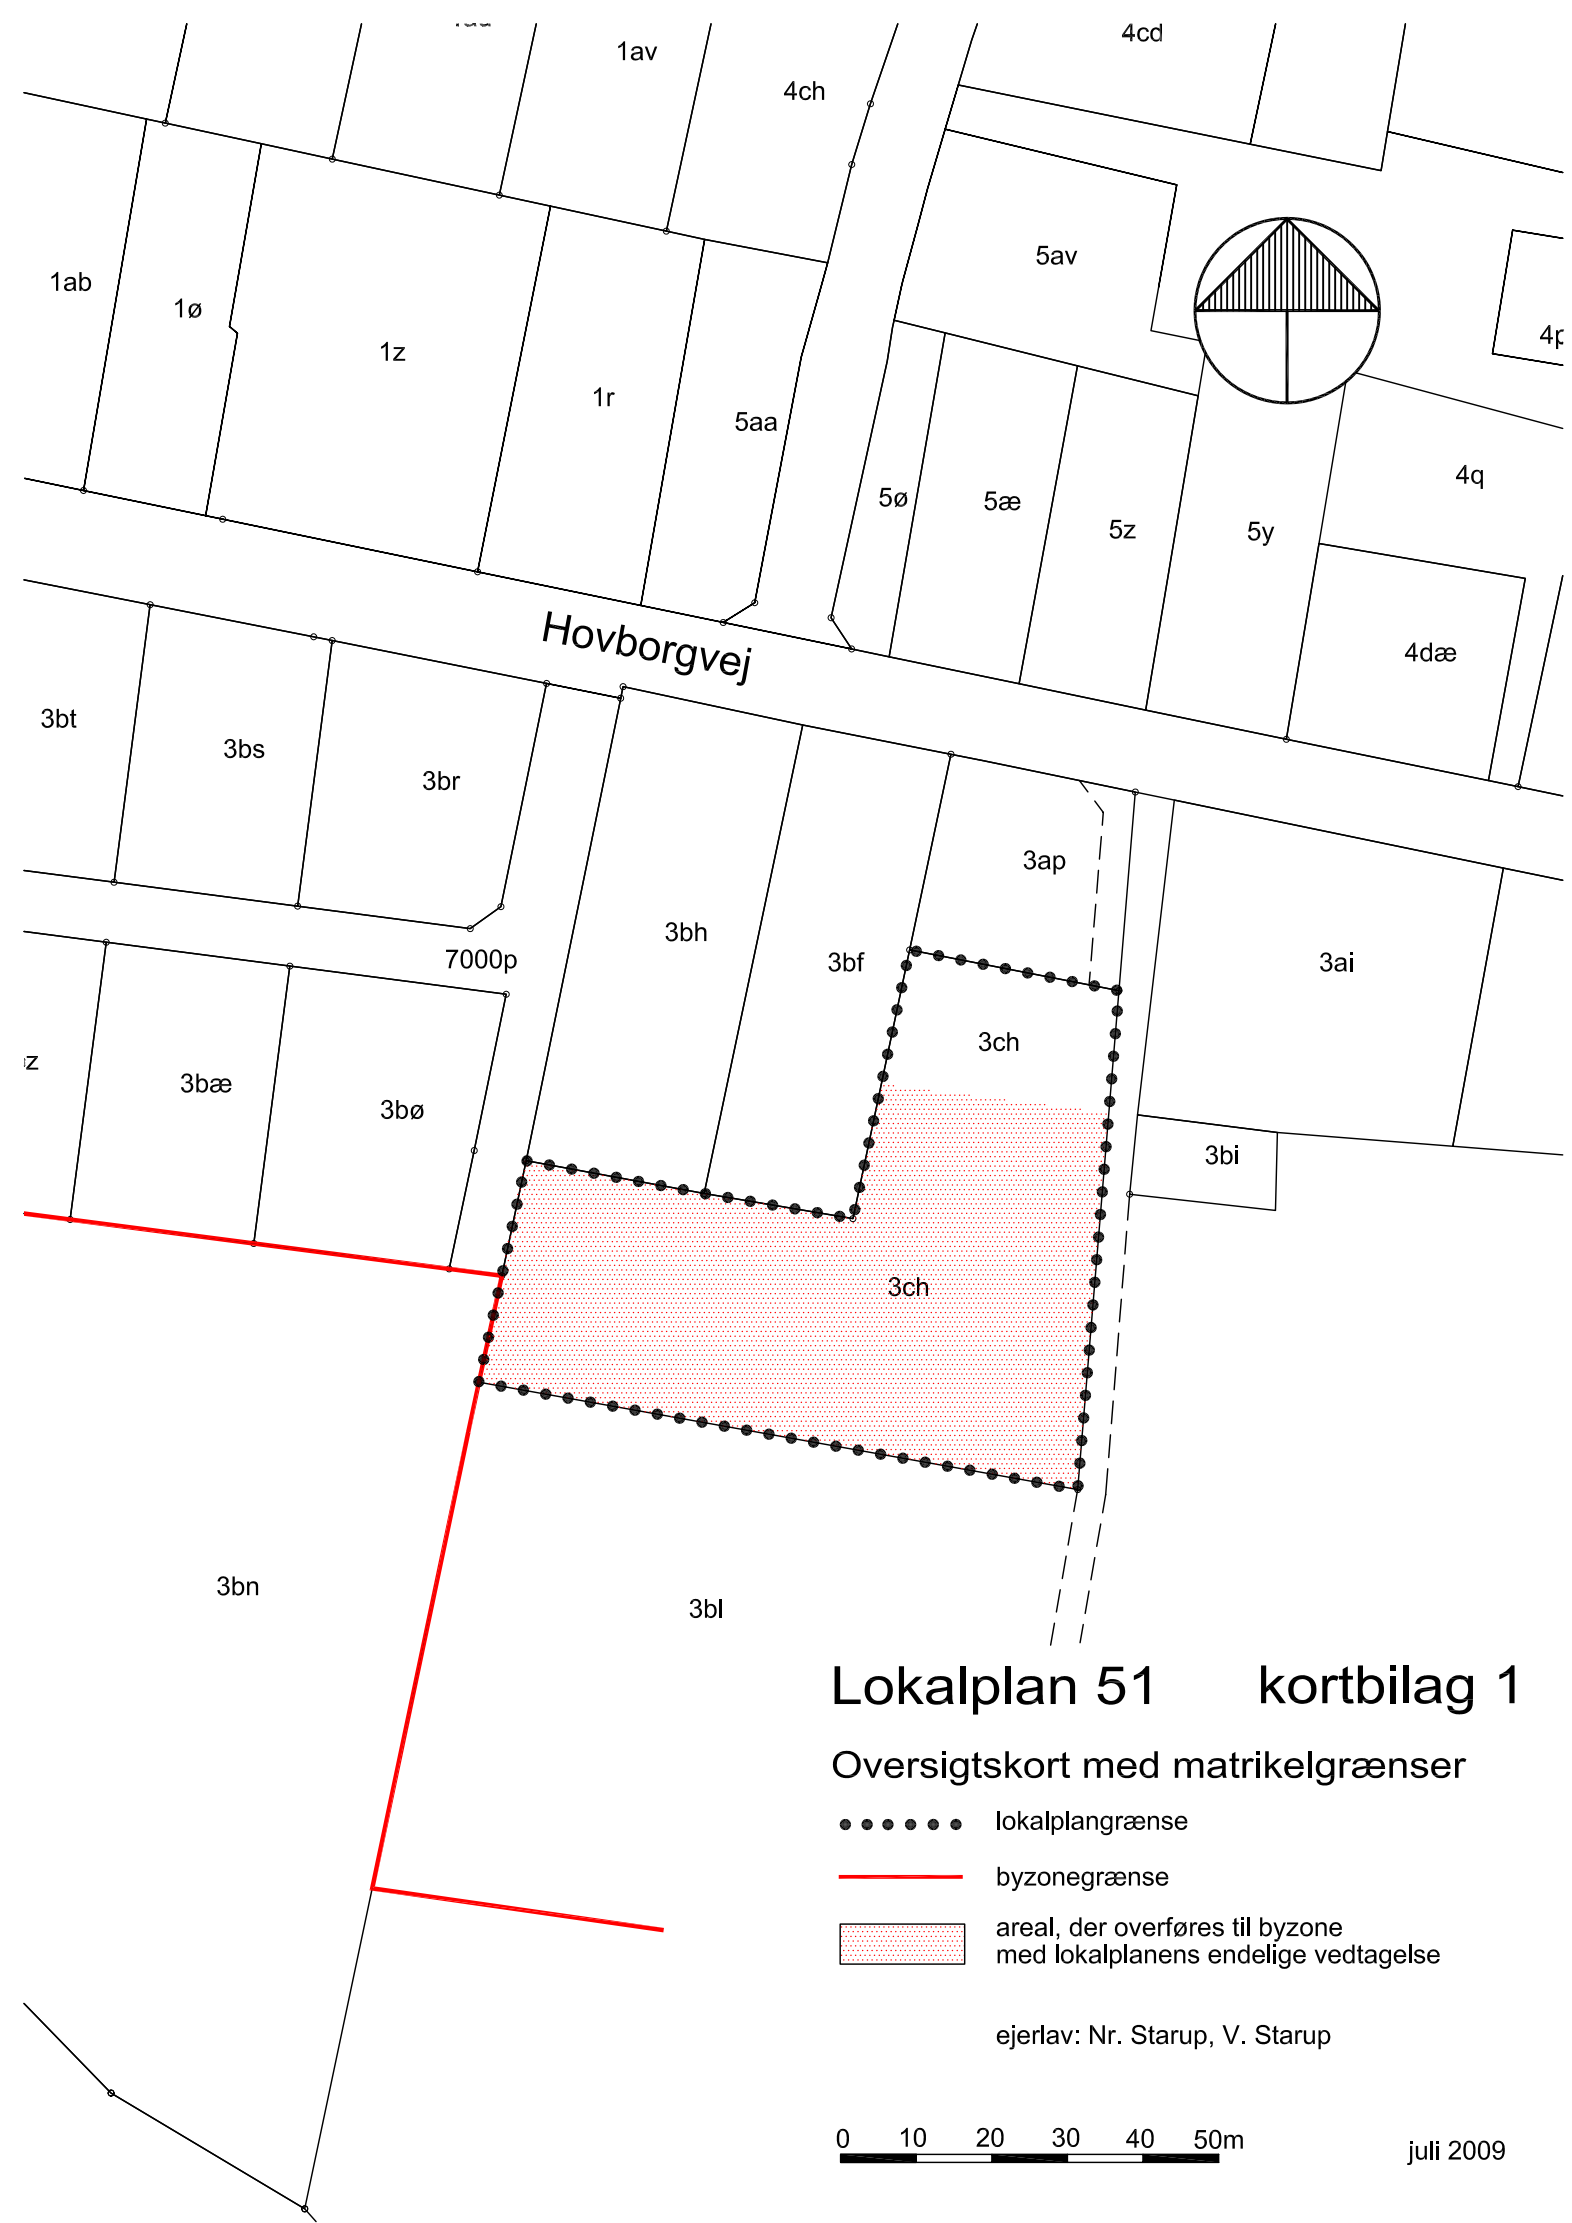 4cd
1av
4ch
5av
1ab
1ø
1z
1r
5aa
4q
5ø
5æ
5z
5y
4dæ
Hovborgvej
3bt
3bs
3br
3ap
3bh
3bf
3ai
7000p
3ch
3bæ
3bø
3bi
3ch
3bn
3bl
Lokalplan 51 kortbilag 1
Oversigtskort med matrikelgrænser
lokalplangrænse
byzonegrænse
areal, der overføres til byzone
med lokalplanens endelige vedtagelse
ejerlav: Nr. Starup, V. Starup
0 10 20 30 40 50m
juli 2009